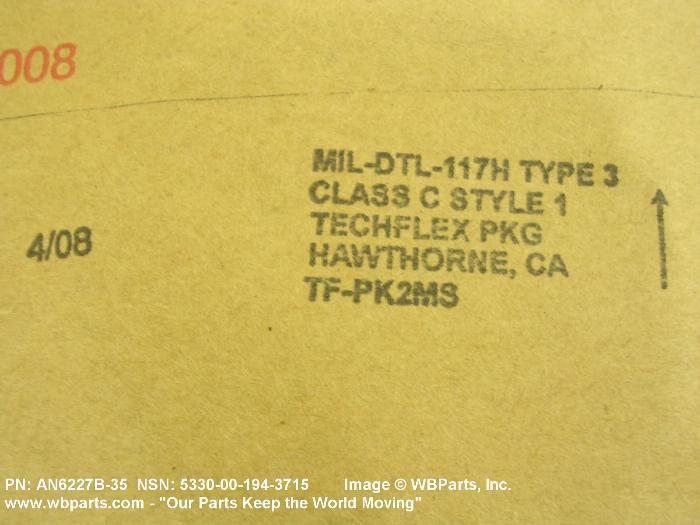 008
MIL-DTL-117H TYPE 3
CLASS C STYLE 1
TECHFLEX PKG
HAWTHORNE, CA
TF-PK2MS
4/08
PN: AN6227B-35 NSN: 5330-00-194-3715 Image © WBParts, Inc.
www.wbparts.com - "Our Parts Keep the World Moving"